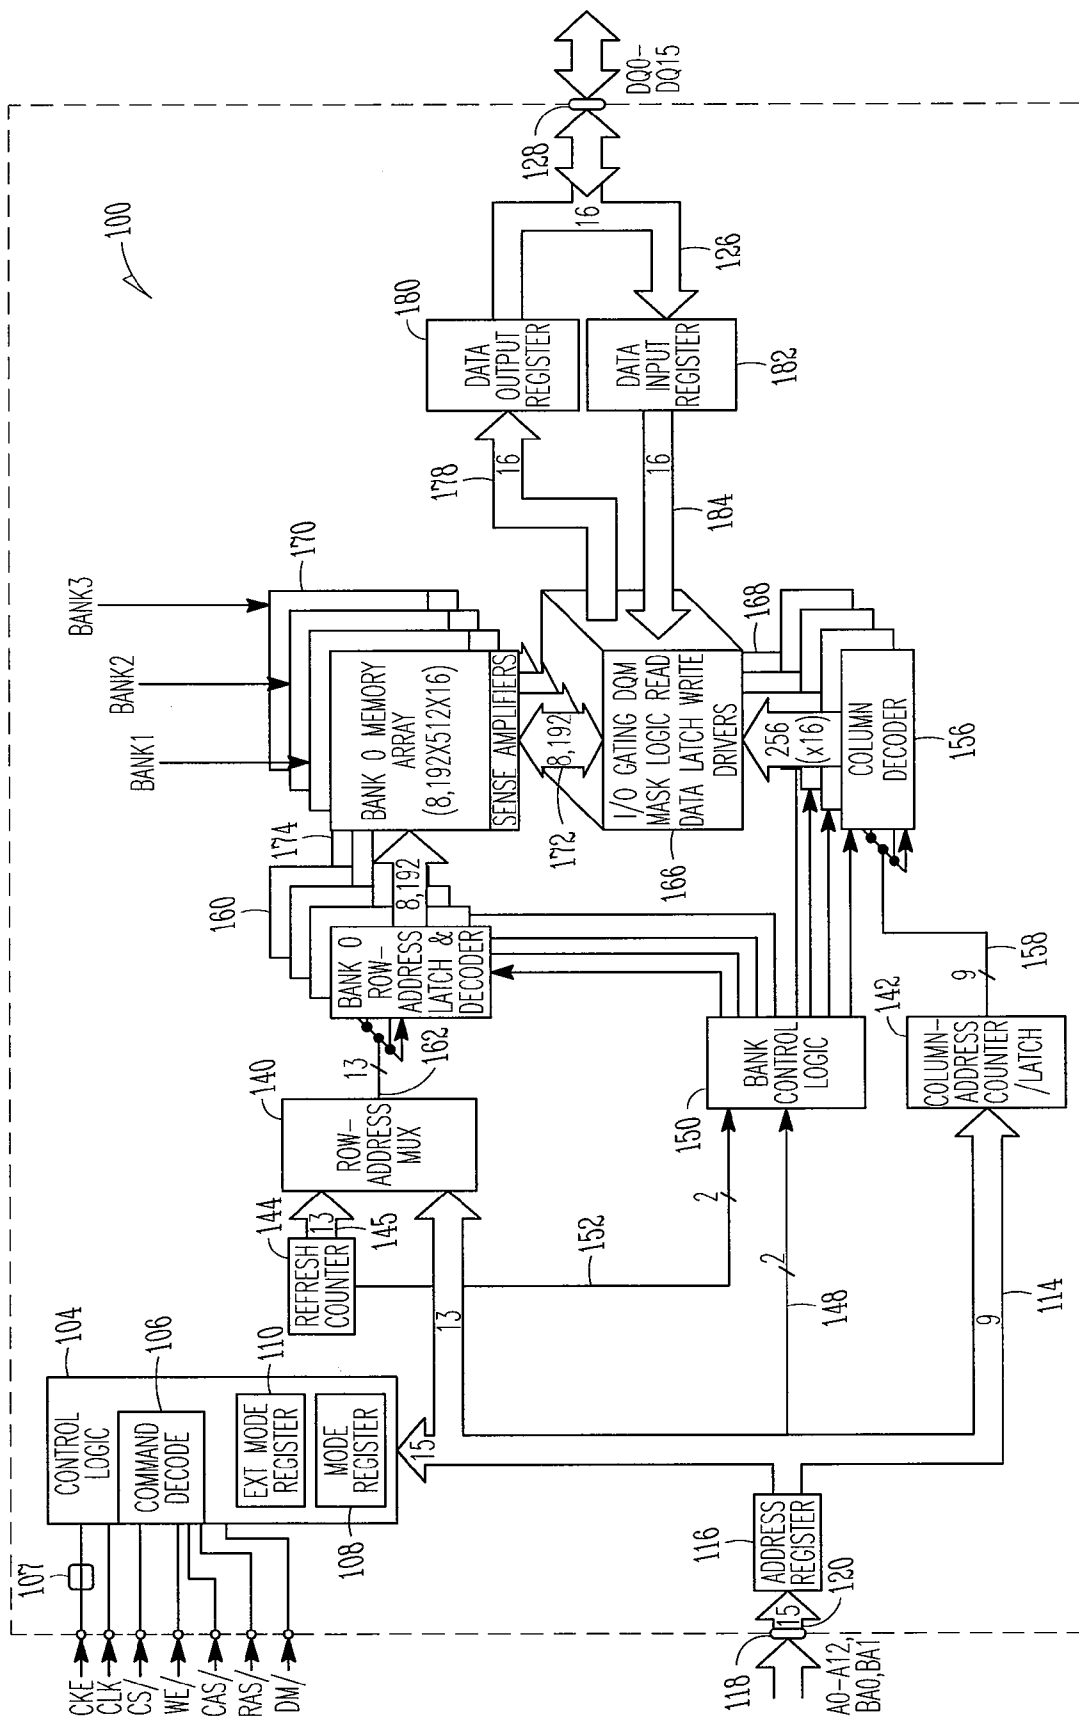 100
CONTROL
LOGIC
104
COMMAND
DECODE
106
107
EXT MODE
REGISTER
110
MODE
REGISTER
108
CKE
CLK
CS/
WE/
CAS/
RAS/
DM/
REFRESH
COUNTER
144
13
145
ROW-
ADDRESS
MUX
140
13
162
BANK 0
ROW-
ADDRESS
LATCH &
DECODER
160
8,192
174
BANK1
BANK2
BANK3
170
BANK 0 MEMORY
ARRAY
(8,192X512X16)
SENSE AMPLIFIERS
8,192
172
I/O GATING DQM
MASK LOGIC READ
DATA LATCH WRITE
DRIVERS
166
168
256
(x16)
COLUMN
DECODER
156
178
16
DATA
OUTPUT
REGISTER
180
16
184
DATA
INPUT
REGISTER
182
16
126
128
DQ0-
DQ15
15
13
152
2
148
2
BANK
CONTROL
LOGIC
150
9
114
COLUMN-
ADDRESS
COUNTER
/LATCH
142
9
158
ADDRESS
REGISTER
116
15
120
118
A0-A12,
BA0,BA1